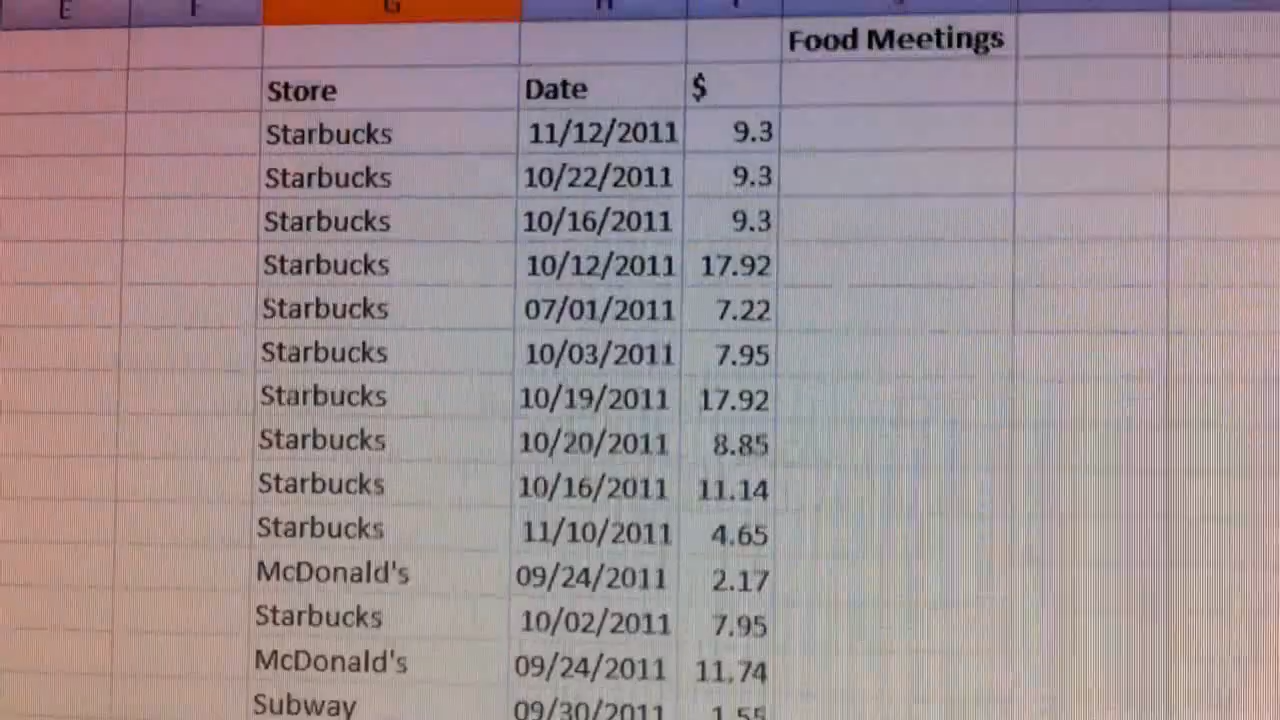 E F G H I J
Food Meetings
Store Date $
Starbucks 11/12/2011 9.3
Starbucks 10/22/2011 9.3
Starbucks 10/16/2011 9.3
Starbucks 10/12/2011 17.92
Starbucks 07/01/2011 7.22
Starbucks 10/03/2011 7.95
Starbucks 10/19/2011 17.92
Starbucks 10/20/2011 8.85
Starbucks 10/16/2011 11.14
Starbucks 11/10/2011 4.65
McDonald's 09/24/2011 2.17
Starbucks 10/02/2011 7.95
McDonald's 09/24/2011 11.74
Subway 09/30/2011 1.55